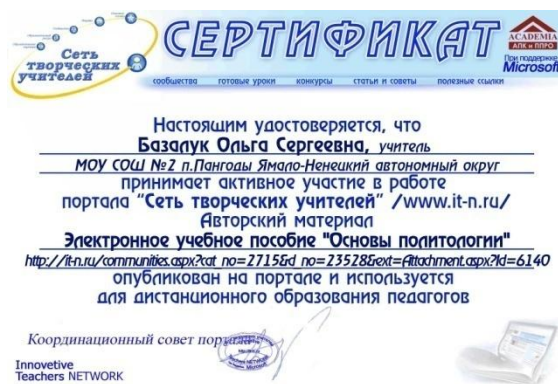 Сеть
творческих
учителей
СЕРТИФИКАТ
ACADEMIA
АПК и ППРО
При поддержке
Microsoft
сообщества готовые уроки конкурсы статьи и советы полезные ссылки
Настоящим удостоверяется, что
Базалук Ольга Сергеевна, учитель
МОУ СОШ №2 п.Пангоды Ямало-Ненецкий автономный округ
принимает активное участие в работе
портала "Сеть творческих учителей" /www.it-n.ru/
Авторский материал
Электронное учебное пособие "Основы политологии"
http://it-n.ru/communities.aspx?cat_no=2715&d_no=23528&ext=Attachment.aspx?Id=6140
опубликован на портале и используется
для дистанционного образования педагогов
Координационный совет портала
Innovetive
Teachers NETWORK